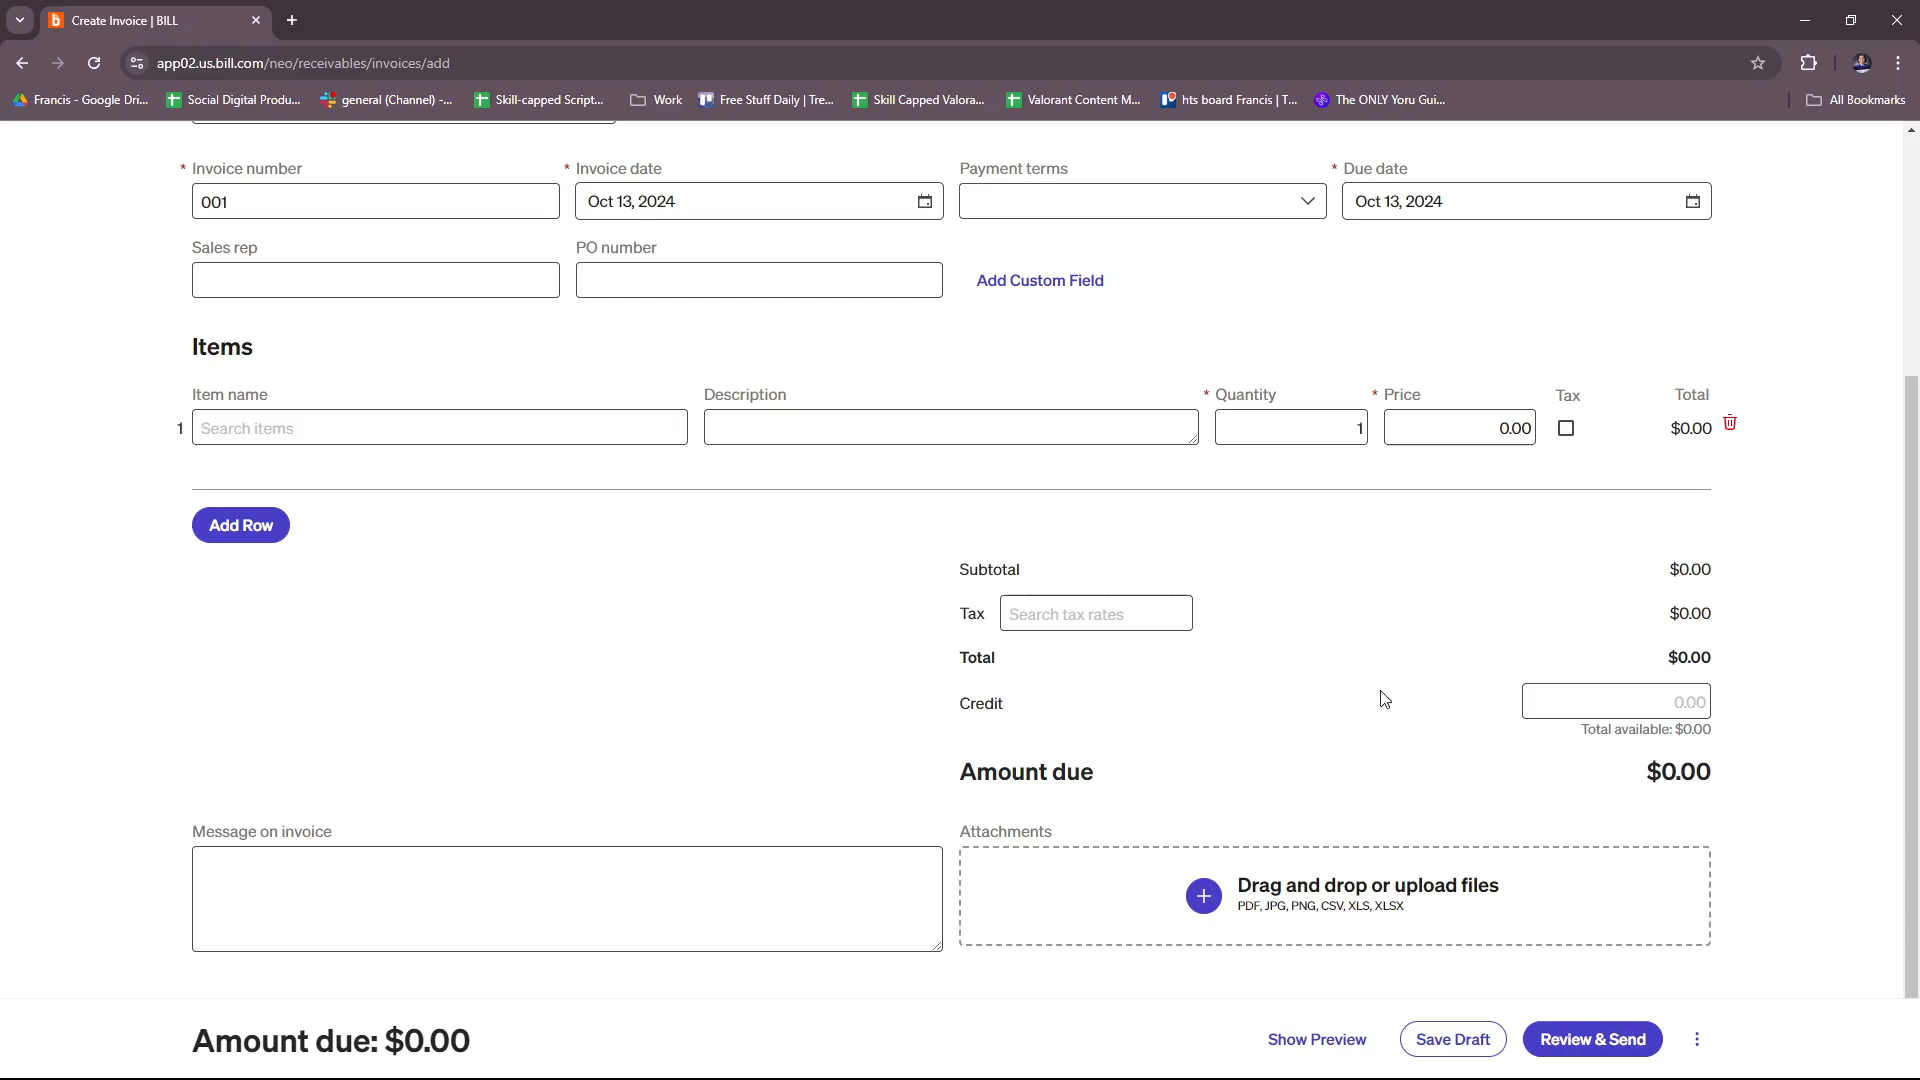 Create Invoice | BILL
app02.us.bill.com/neo/receivables/invoices/add
Francis - Google Dri...
Social Digital Produ...
general (Channel) -...
Skill-capped Script...
Work
Free Stuff Daily | Tre...
Skill Capped Valora...
Valorant Content M...
hts board Francis | T...
The ONLY Yoru Gui...
All Bookmarks
* Invoice number
* Invoice date
Payment terms
* Due date
001
Oct 13, 2024
Oct 13, 2024
Sales rep
PO number
Add Custom Field
Items
Item name
Description
* Quantity
* Price
Tax
Total
1
Search items
1
0.00
$0.00
Add Row
Subtotal
$0.00
Tax
Search tax rates
$0.00
Total
$0.00
Credit
0.00
Total available: $0.00
Amount due
$0.00
Message on invoice
Attachments
Drag and drop or upload files
PDF, JPG, PNG, CSV, XLS, XLSX
Amount due: $0.00
Show Preview
Save Draft
Review & Send